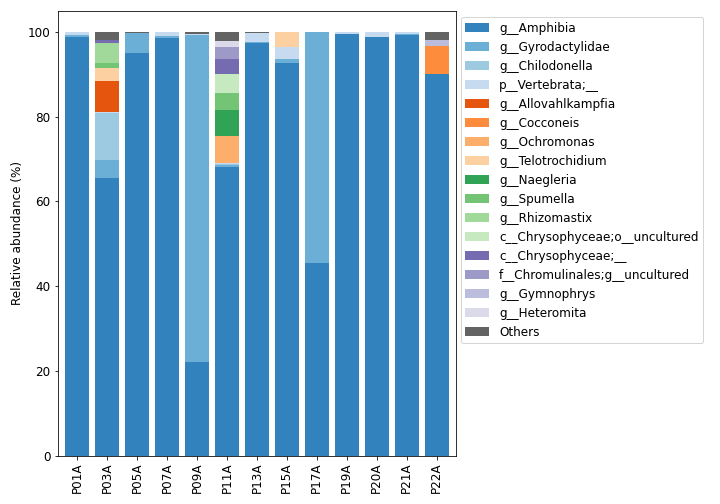 Relative abundance (%)
100
80
60
40
20
0
P01A
P03A
P05A
P07A
P09A
P11A
P13A
P15A
P17A
P19A
P20A
P21A
P22A
g__Amphibia
g__Gyrodactylidae
g__Chilodonella
p__Vertebrata;__
g__Allovahlkampfia
g__Cocconeis
g__Ochromonas
g__Telotrochidium
g__Naegleria
g__Spumella
g__Rhizomastix
c__Chrysophyceae;o__uncultured
c__Chrysophyceae;__
f__Chromulinales;g__uncultured
g__Gymnophrys
g__Heteromita
Others